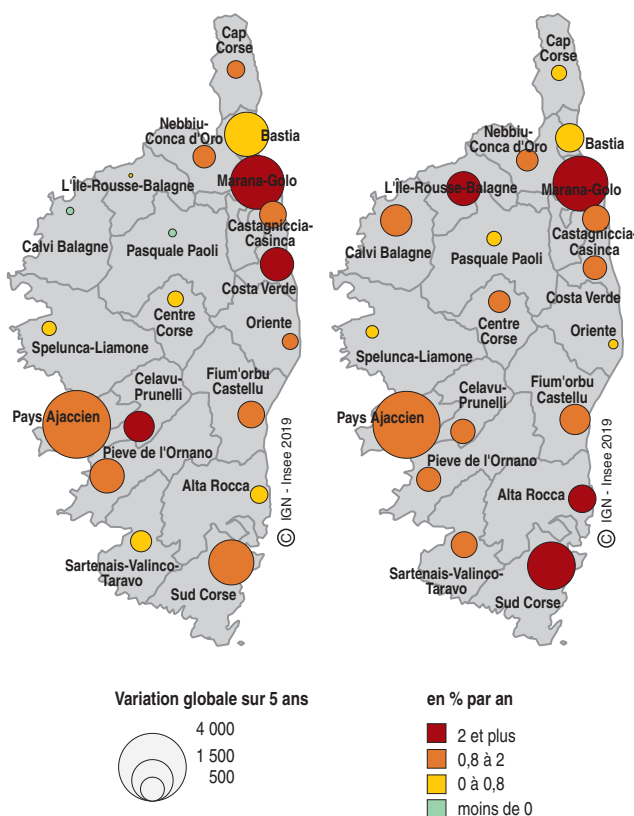 Cap
Corse
Nebbiu-
Conca d'Oro
Bastia
L'Île-Rousse-Balagne
Marana-Golo
Castagniccia-
Casinca
Calvi Balagne
Pasquale Paoli
Costa Verde
Centre
Corse
Oriente
Spelunca-Liamone
Celavu-
Prunelli
Fium'orbu
Castellu
Pays Ajaccien
Pieve de l'Ornano
Alta Rocca
Sartenais-Valinco-
Taravo
Sud Corse
© IGN - Insee 2019
Cap
Corse
Nebbiu-
Conca d'Oro
Bastia
L'Île-Rousse-Balagne
Marana-Golo
Castagniccia-
Casinca
Calvi Balagne
Pasquale Paoli
Costa Verde
Centre
Corse
Oriente
Spelunca-Liamone
Celavu-
Prunelli
Fium'orbu
Castellu
Pays Ajaccien
Pieve de l'Ornano
Alta Rocca
Sartenais-Valinco-
Taravo
Sud Corse
© IGN - Insee 2019
Variation globale sur 5 ans
4 000
1 500
500
en % par an
2 et plus
0,8 à 2
0 à 0,8
moins de 0